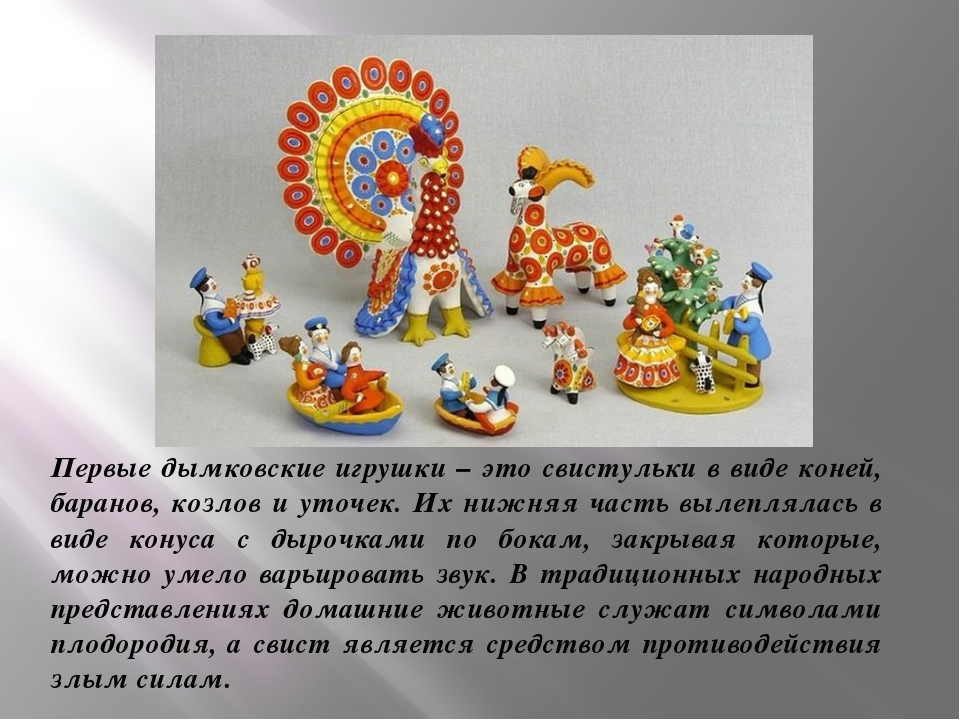 Первые дымковские игрушки – это свистульки в виде коней,
баранов, козлов и уточек. Их нижняя часть вылеплялась в
виде конуса с дырочками по бокам, закрывая которые,
можно умело варьировать звук. В традиционных народных
представлениях домашние животные служат символами
плодородия, а свист является средством противодействия
злым силам.